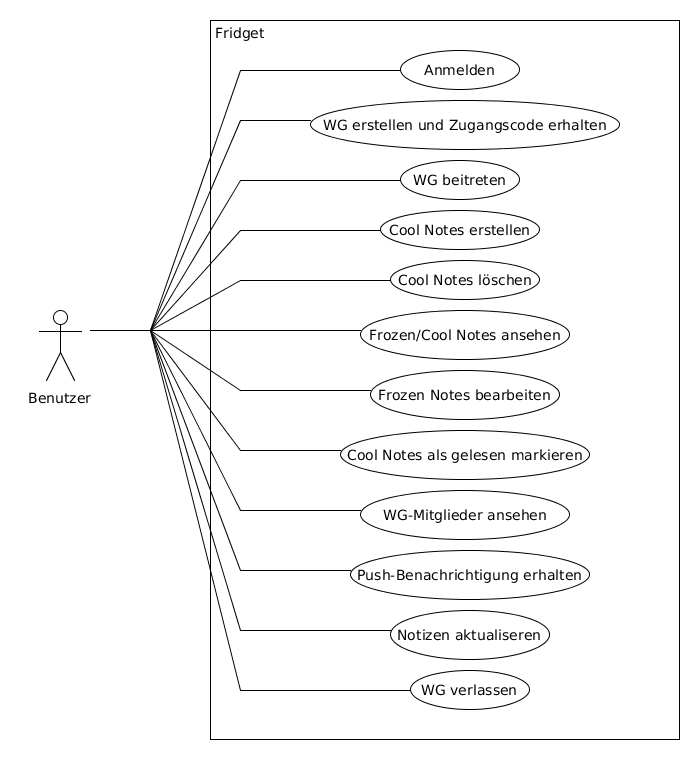 Fridget
Anmelden
WG erstellen und Zugangscode erhalten
WG beitreten
Cool Notes erstellen
Cool Notes löschen
Frozen/Cool Notes ansehen
Frozen Notes bearbeiten
Benutzer
Cool Notes als gelesen markieren
WG-Mitglieder ansehen
Push-Benachrichtigung erhalten
Notizen aktualiseren
WG verlassen